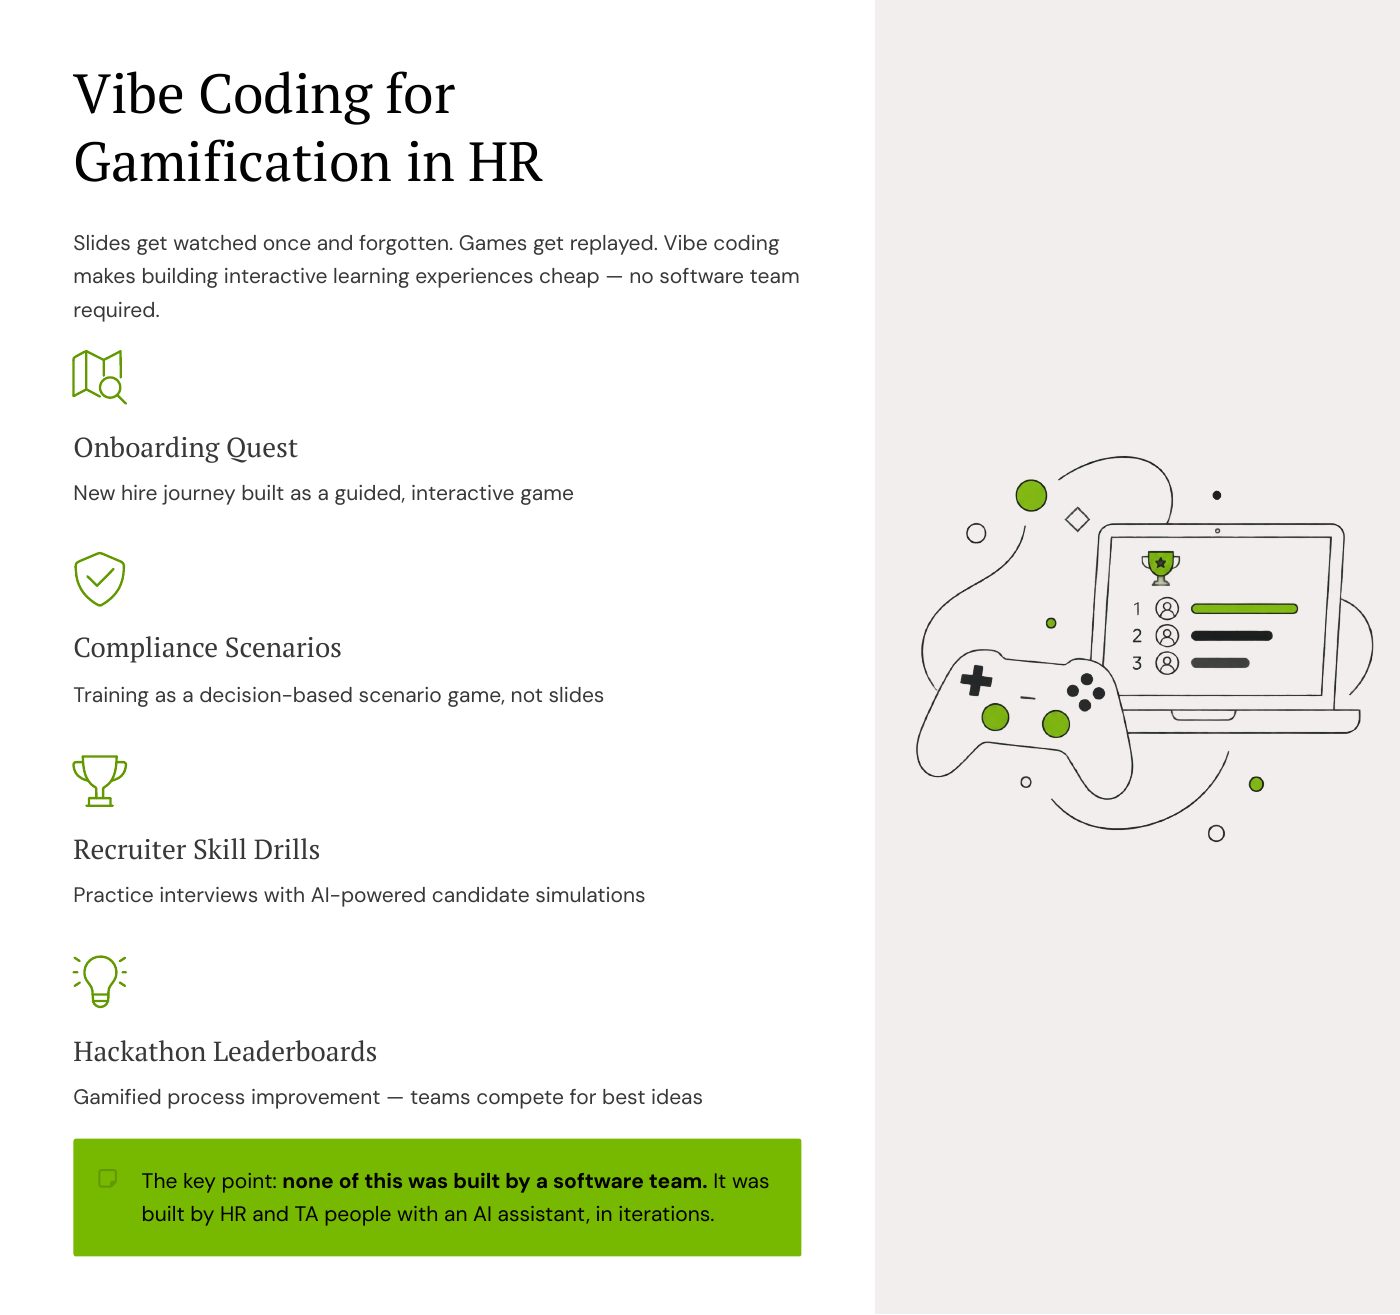 Vibe Coding for
Gamification in HR
Slides get watched once and forgotten. Games get replayed. Vibe coding
makes building interactive learning experiences cheap — no software team
required.
Onboarding Quest
New hire journey built as a guided, interactive game
Compliance Scenarios
Training as a decision-based scenario game, not slides
Recruiter Skill Drills
Practice interviews with AI-powered candidate simulations
Hackathon Leaderboards
Gamified process improvement — teams compete for best ideas
The key point: none of this was built by a software team. It was
built by HR and TA people with an AI assistant, in iterations.
1
2
3